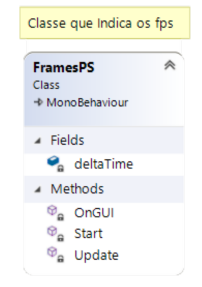 Classe que Indica os fps
FramesPS
Class
MonoBehaviour
Fields
deltaTime
Methods
OnGUI
Start
Update